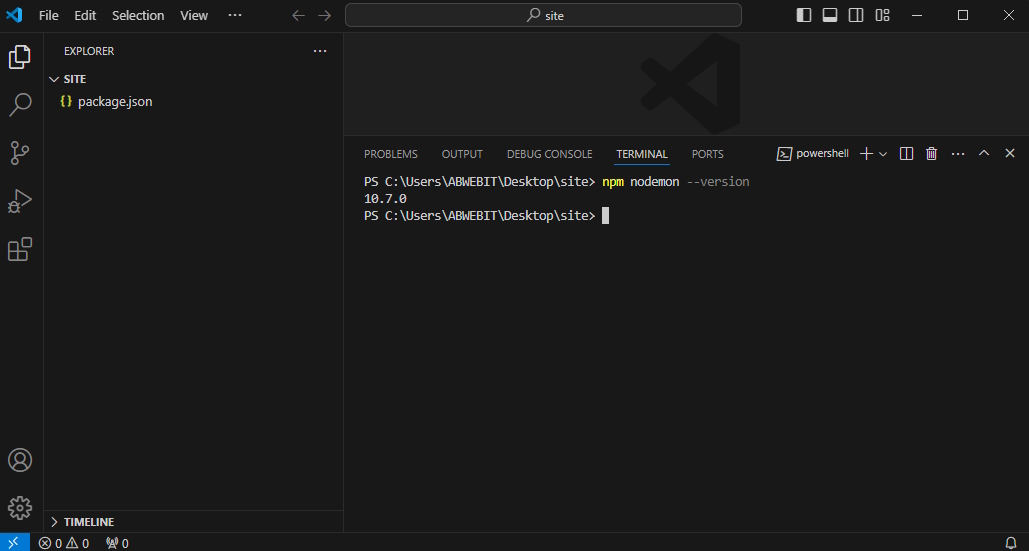 File Edit Selection View ···
site
EXPLORER ···
SITE
{} package.json
PROBLEMS OUTPUT DEBUG CONSOLE TERMINAL PORTS powershell ···
PS C:\Users\ABWEBIT\Desktop\site> npm nodemon --version
10.7.0
PS C:\Users\ABWEBIT\Desktop\site>
TIMELINE
0 0 0